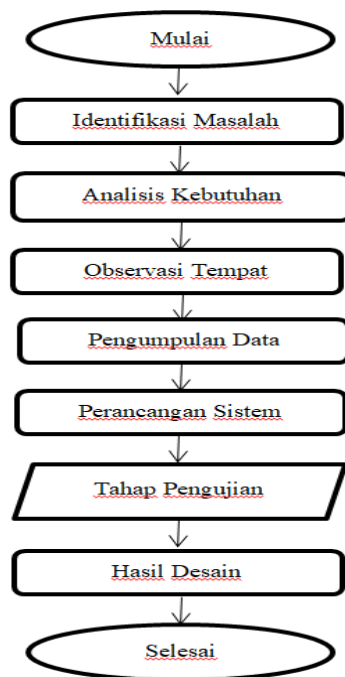 Mulai
Identifikasi Masalah
Analisis Kebutuhan
Observasi Tempat
Pengumpulan Data
Perancangan Sistem
Tahap Pengujian
Hasil Desain
Selesai